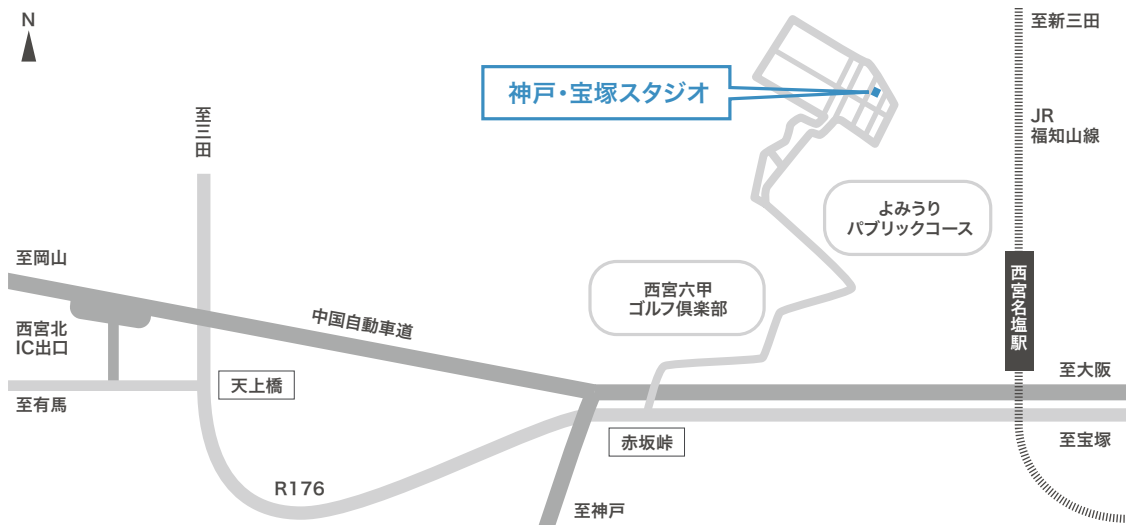 N
至新三田
神戸・宝塚スタジオ
至三田
JR
福知山線
よみうり
パブリックコース
至岡山
西宮六甲
ゴルフ倶楽部
西宮名塩駅
中国自動車道
西宮北
IC出口
至大阪
天上橋
至有馬
赤坂峠
至宝塚
R176
至神戸